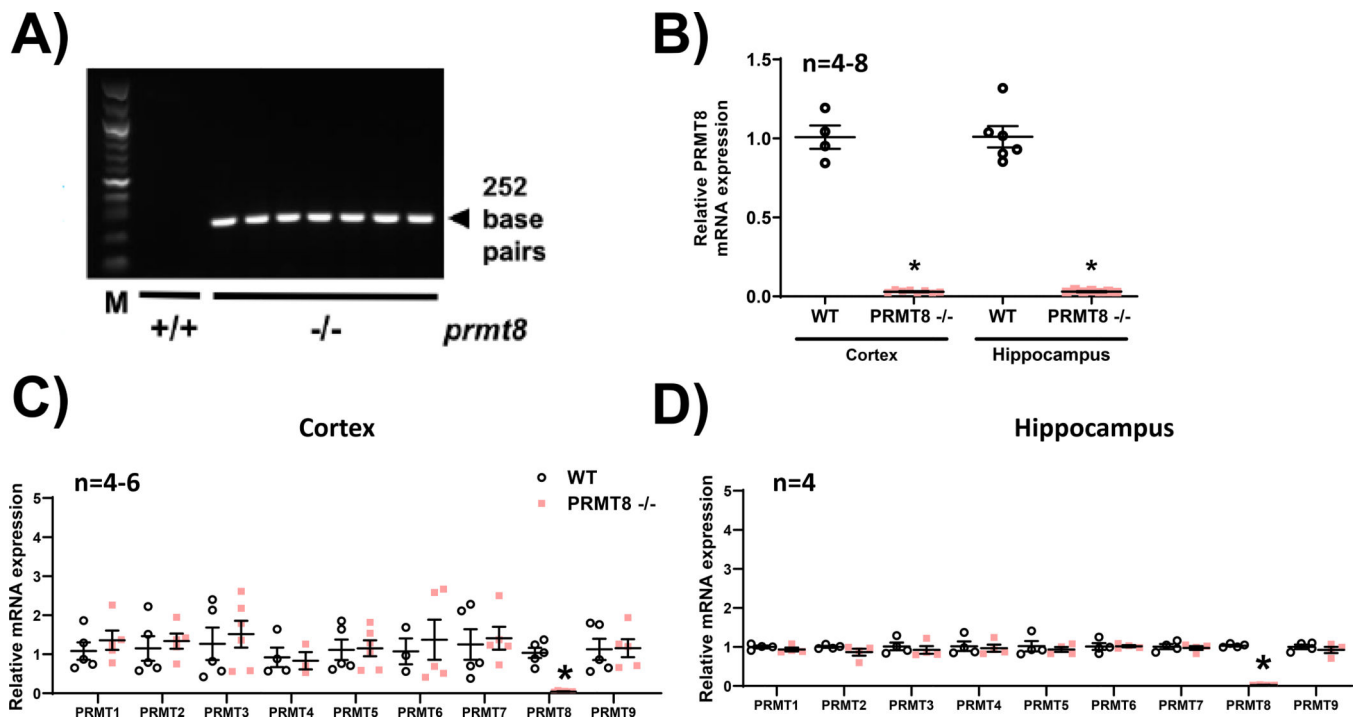 A)
252
base
pairs
M
+/+
-/-
prmt8
B)
n=4-8
Relative PRMT8
mRNA expression
1.5
1.0
0.5
0.0
*
*
WT
PRMT8 -/-
WT
PRMT8 -/-
Cortex
Hippocampus
C)
Cortex
n=4-6
WT
PRMT8 -/-
Relative mRNA expression
5
4
3
2
1
0
*
PRMT1
PRMT2
PRMT3
PRMT4
PRMT5
PRMT6
PRMT7
PRMT8
PRMT9
D)
Hippocampus
n=4
Relative mRNA expression
5
4
3
2
1
0
*
PRMT1
PRMT2
PRMT3
PRMT4
PRMT5
PRMT6
PRMT7
PRMT8
PRMT9